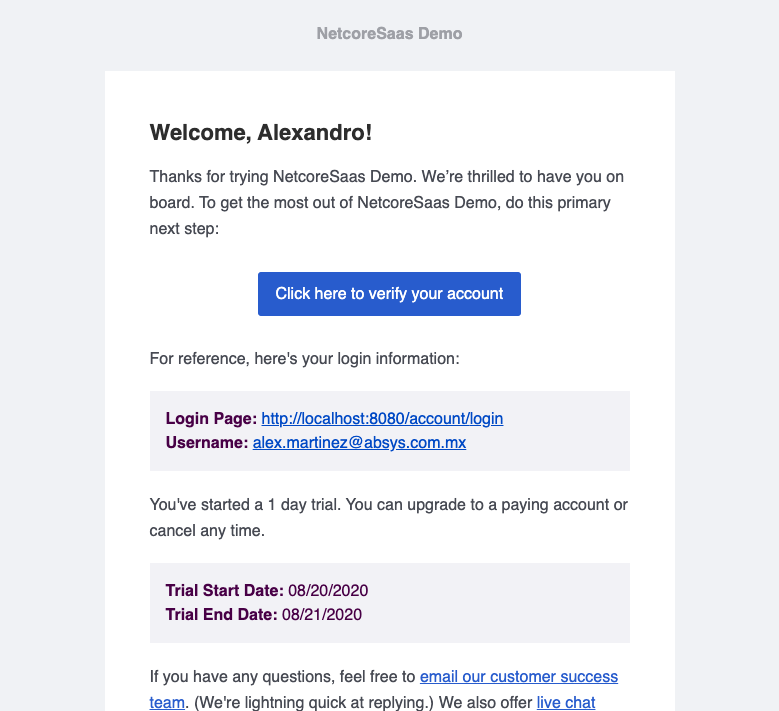 NetcoreSaas Demo
Welcome, Alexandro!
Thanks for trying NetcoreSaas Demo. We’re thrilled to have you on
board. To get the most out of NetcoreSaas Demo, do this primary
next step:
Click here to verify your account
For reference, here's your login information:
Login Page: http://localhost:8080/account/login
Username: alex.martinez@absys.com.mx
You've started a 1 day trial. You can upgrade to a paying account or
cancel any time.
Trial Start Date: 08/20/2020
Trial End Date: 08/21/2020
If you have any questions, feel free to email our customer success
team. (We're lightning quick at replying.) We also offer live chat